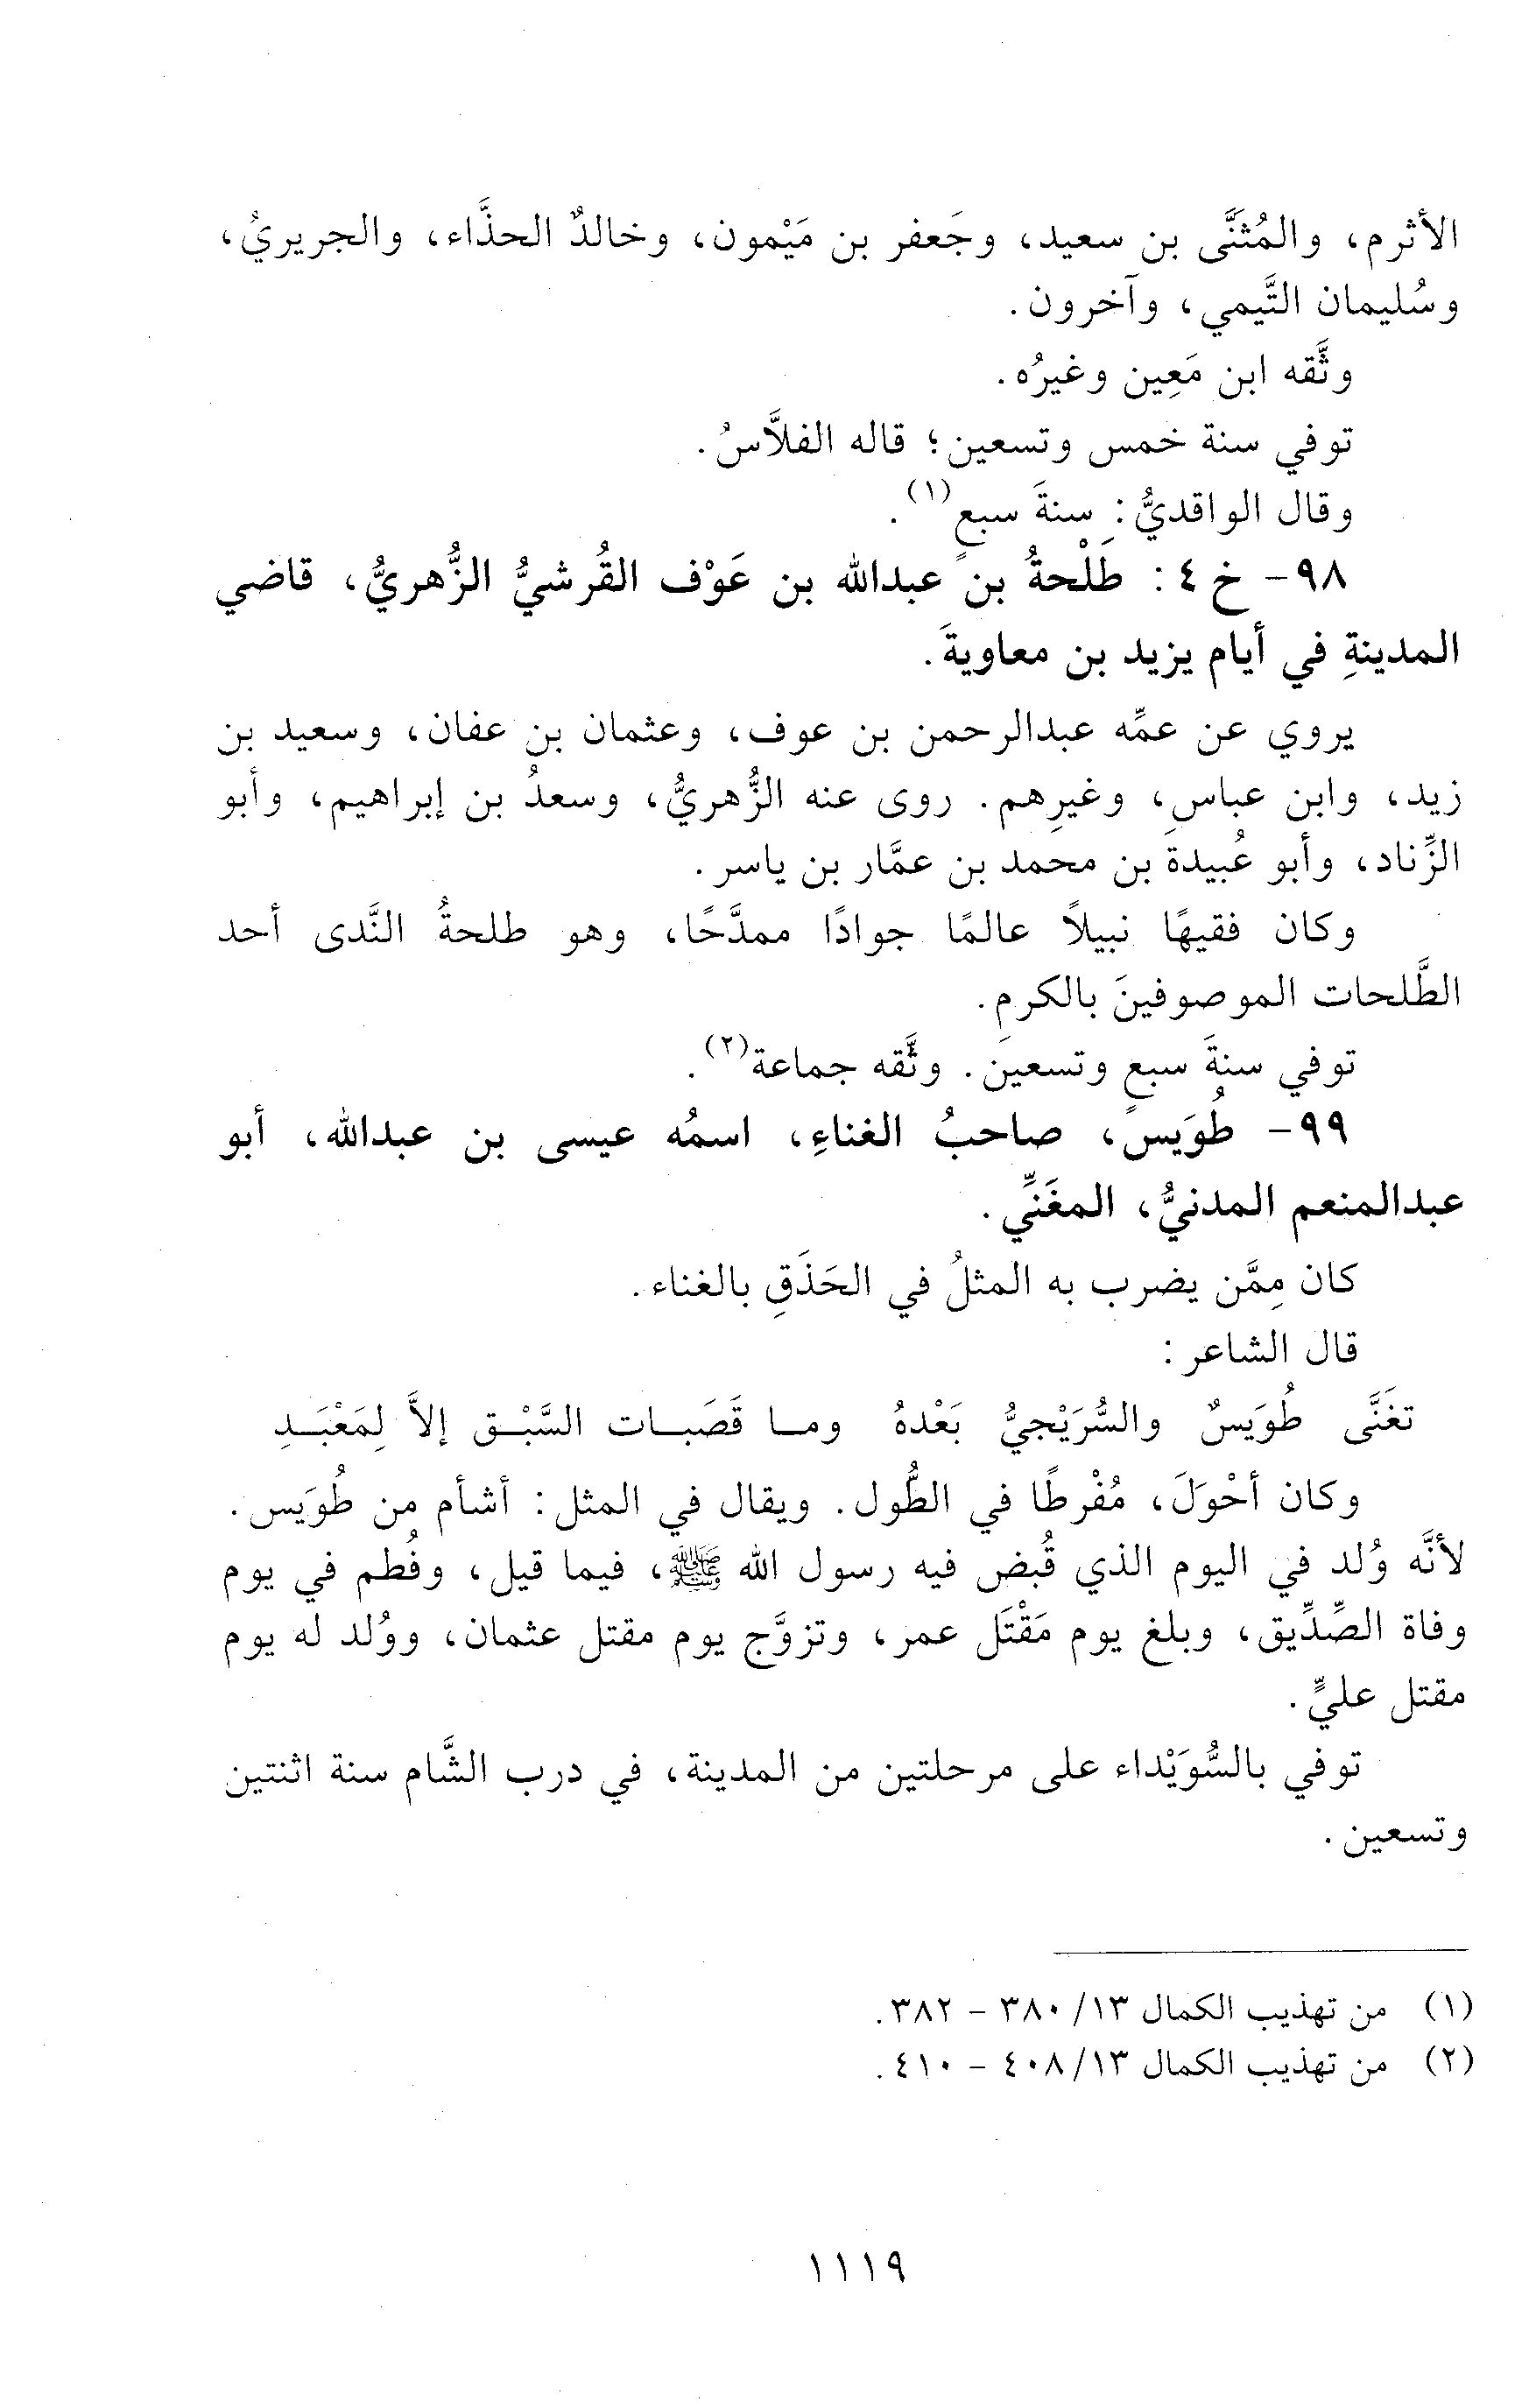 الأثرم، والمُثنَّى بن سعيد، وجَعفر بن مَيْمون، وخالدٌ الحذَّاء، والجريريُ،
وسُليمان التَّيمي، وآخرون.
وثَّقه ابن مَعِين وغيرُه.
توفي سنة خمس وتسعين؛ قاله الفلاَّسُ.
وقال الواقديُّ: سنةَ سبعٍ(١).
٩٨- خ ٤: طَلْحةُ بن عبدالله بن عَوْف القُرشيُّ الزُّهريُّ، قاضي
المدينةِ في أيام يزيد بن معاويةَ.
يروي عن عمِّه عبدالرحمن بن عوف، وعثمان بن عفان، وسعيد بن
زيد، وابن عباسٍ، وغيرِهم. روى عنه الزُّهريُّ، وسعدُ بن إبراهيم، وأبو
الزِّناد، وأبو عُبيدةَ بن محمد بن عمَّار بن ياسر.
وكان فقيهًا نبيلاً عالمًا جوادًا ممدَّحًا، وهو طلحةُ النَّدى أحد
الطَّلحات الموصوفينَ بالكرمِ.
توفي سنةَ سبعٍ وتسعينَ. وثَّقه جماعة(٢).
٩٩- طُوَيس، صاحبُ الغناءِ، اسمُه عيسى بن عبدالله، أبو
عبدالمنعم المدنيُّ، المغَنِّي.
كان مِمَّن يضرب به المثلُ في الحَذَقِ بالغناء.
قال الشاعر:
تغَنَّى طُوَيسٌ والسُّرَيْجيُّ بَعْدهُ وما قَصَبات السَّبْق إلاَّ لِمَعْبَدِ
وكان أحْوَلَ، مُفْرطًا في الطُّول. ويقال في المثل: أشأم من طُوَيس.
لأنَّه وُلد في اليوم الذي قُبض فيه رسول الله ﷺ، فيما قيل، وفُطم في يوم
وفاة الصِّدِّيق، وبلغ يوم مَقْتَل عمر، وتزوَّج يوم مقتل عثمان، ووُلد له يوم
مقتل عليٍّ.
توفي بالسُّوَيْداء على مرحلتين من المدينة، في درب الشَّام سنة اثنتين
وتسعين.
(١) من تهذيب الكمال ١٣/ ٣٨٠ - ٣٨٢.
(٢) من تهذيب الكمال ١٣/ ٤٠٨ - ٤١٠.
١١١٩